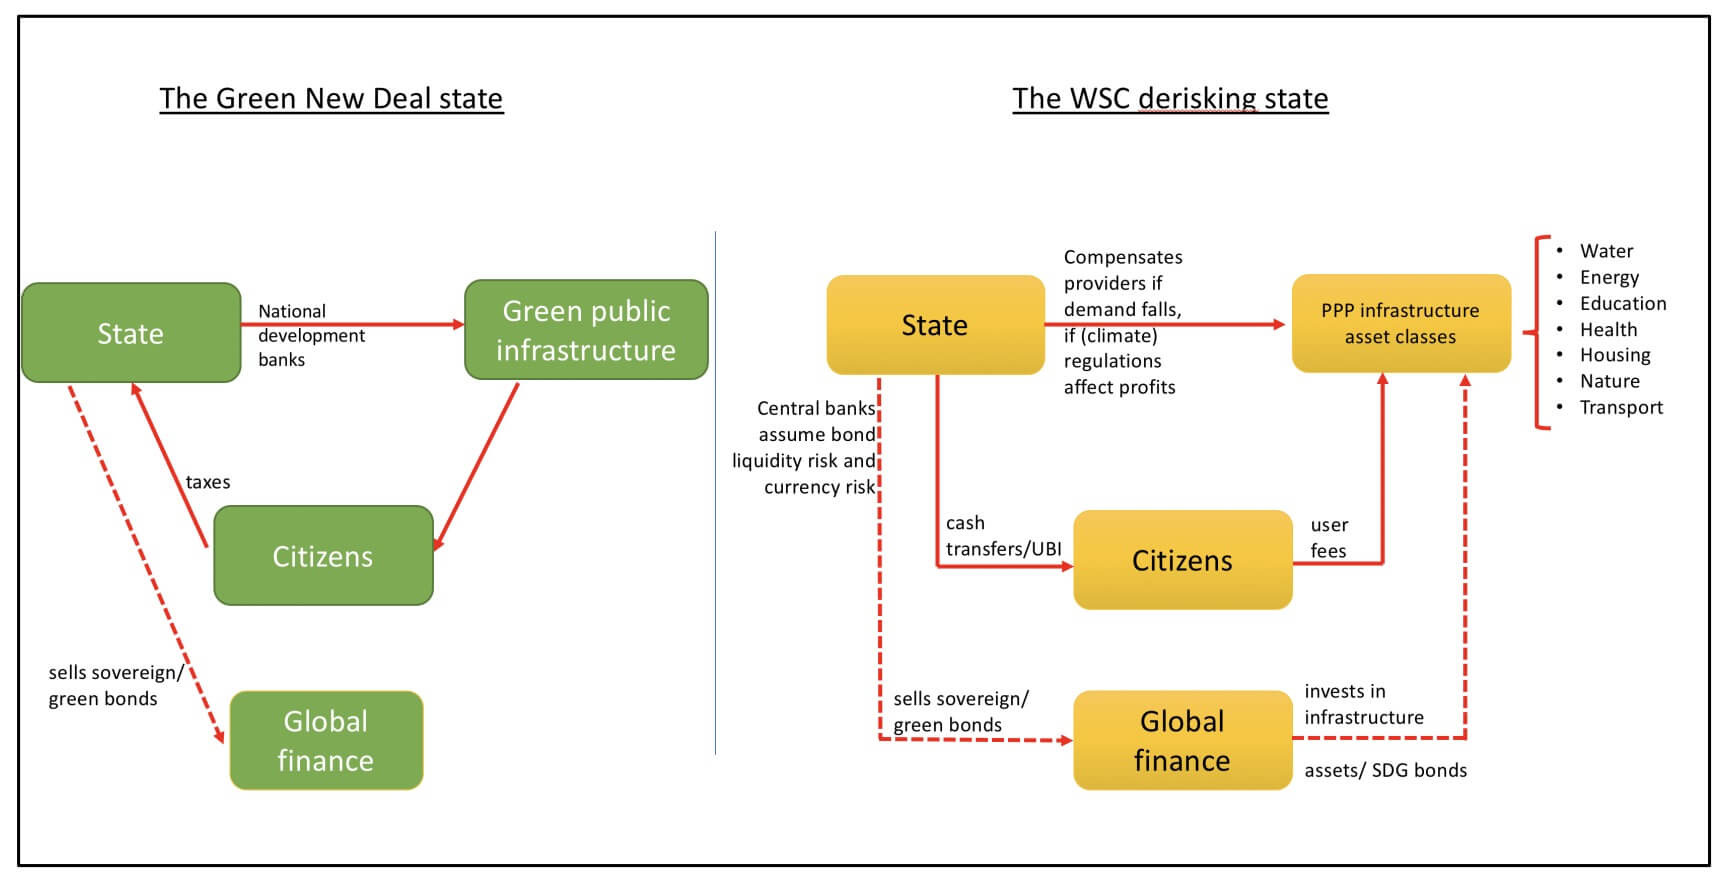 The Green New Deal state
State
National
development
banks
Green public
infrastructure
taxes
Citizens
sells sovereign/
green bonds
Global
finance
The WSC derisking state
State
Compensates
providers if
demand falls,
if (climate)
regulations
affect profits
PPP infrastructure
asset classes
• Water
• Energy
• Education
• Health
• Housing
• Nature
• Transport
Central banks
assume bond
liquidity risk and
currency risk
cash
transfers/UBI
Citizens
user
fees
sells sovereign/
green bonds
Global
finance
invests in
infrastructure
assets/ SDG bonds